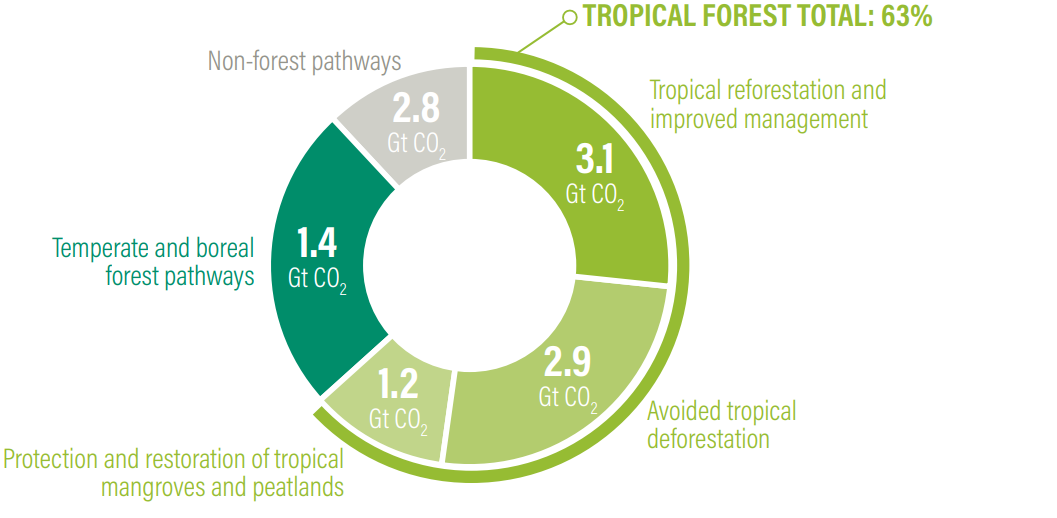 TROPICAL FOREST TOTAL: 63%
Non-forest pathways
2.8
Gt CO₂
Tropical reforestation and
improved management
3.1
Gt CO₂
Temperate and boreal
forest pathways
1.4
Gt CO₂
2.9
Gt CO₂
Avoided tropical
deforestation
1.2
Gt CO₂
Protection and restoration of tropical
mangroves and peatlands